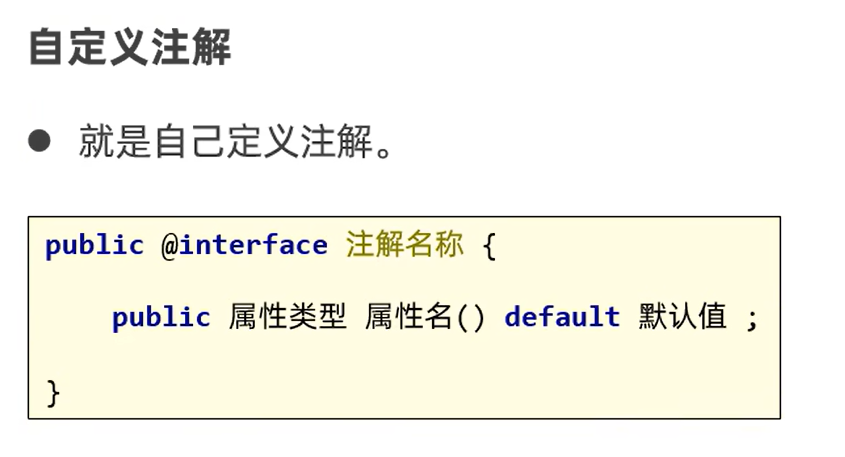 自定义注解
● 就是自己定义注解。
public @interface 注解名称 {
public 属性类型 属性名() default 默认值 ;
}